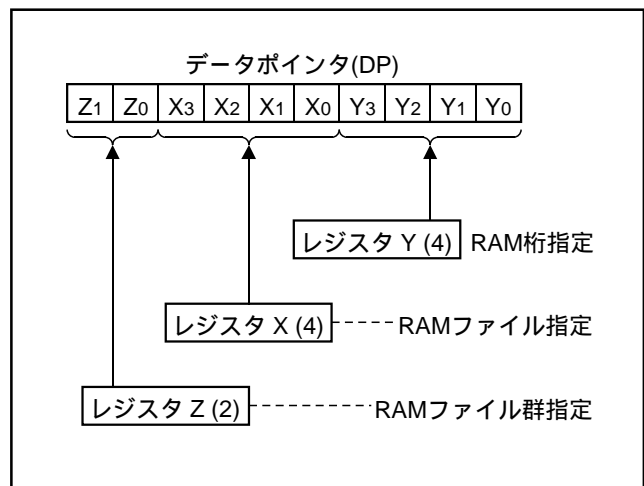 データポインタ(DP)
Z1 Z0 X3 X2 X1 X0 Y3 Y2 Y1 Y0
レジスタ Y (4) RAM桁指定
レジスタ X (4) RAMファイル指定
レジスタ Z (2) RAMファイル群指定